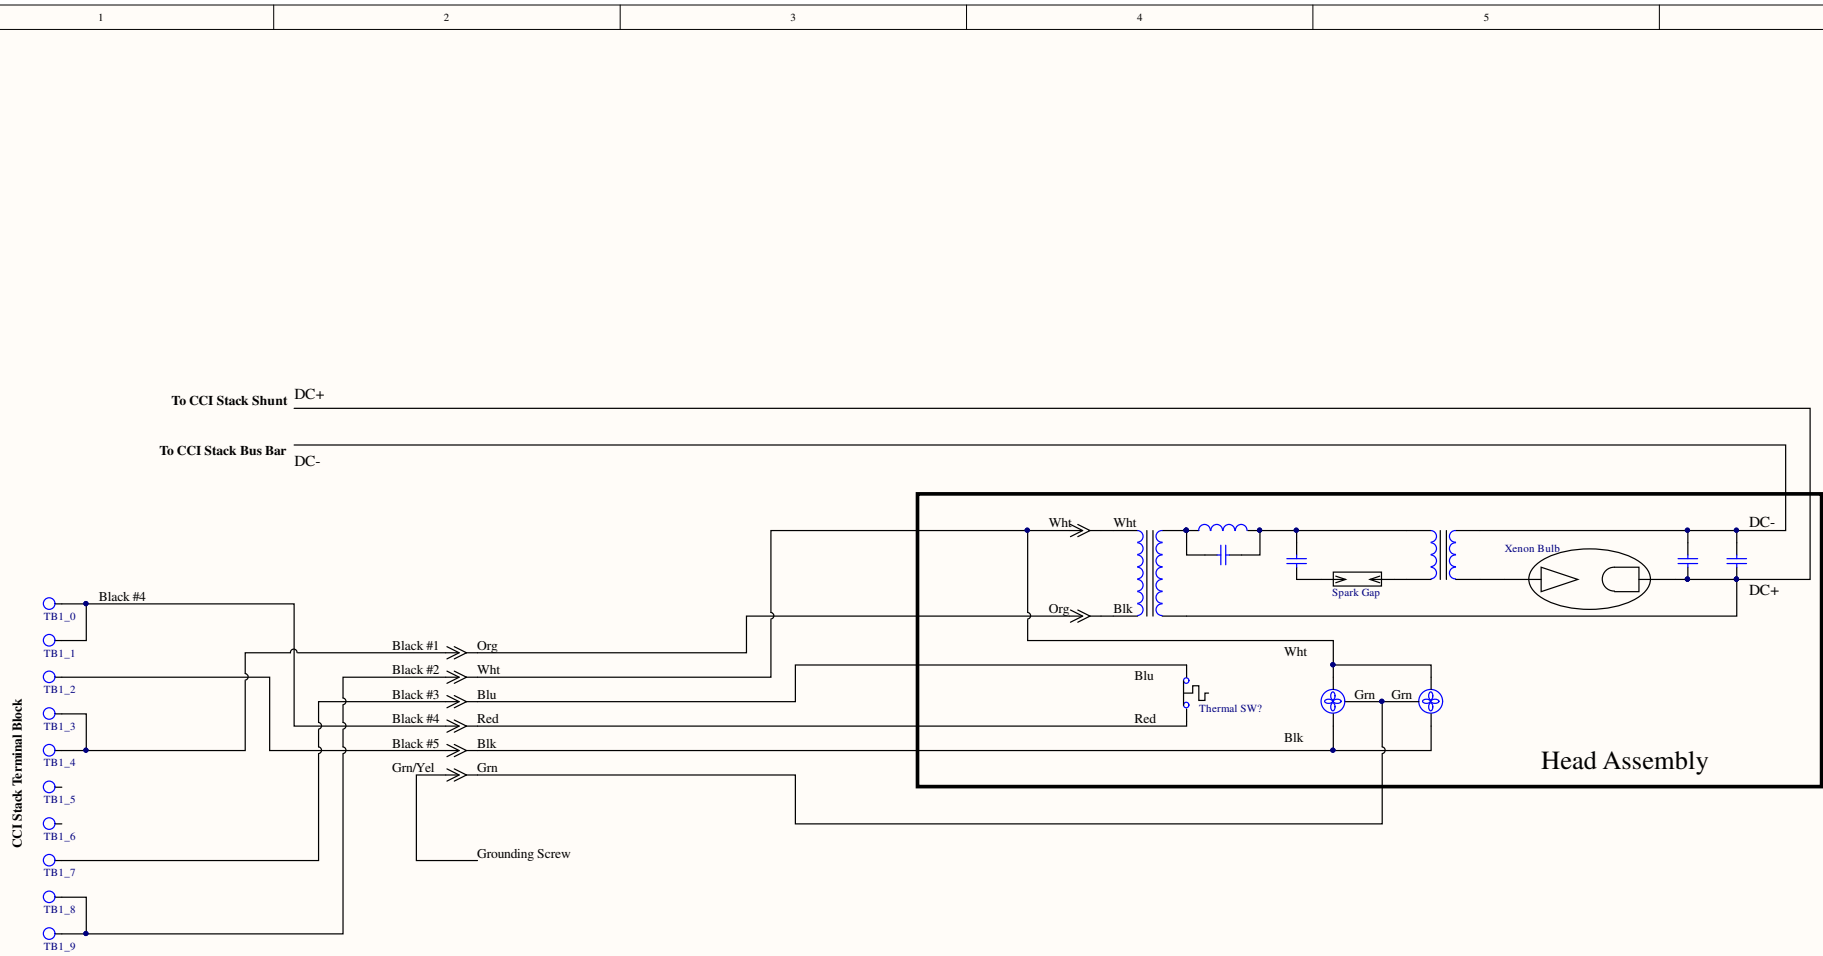 1 2 3 4 5
DC+
To CCI Stack Shunt
To CCI Stack Bus Bar
DC-
Wht Wht DC-
Xenon Bulb
Spark Gap
DC+
Org Blk
Black #4
TB1_0
TB1_1
TB1_2
TB1_3
TB1_4
TB1_5
TB1_6
TB1_7
TB1_8
TB1_9
CCI Stack Terminal Block
Black #1 Org
Black #2 Wht
Black #3 Blu
Black #4 Red
Black #5 Blk
Grn/Yel Grn
Grounding Screw
Wht
Blu
Grn Grn
Thermal SW?
Red
Blk
Head Assembly